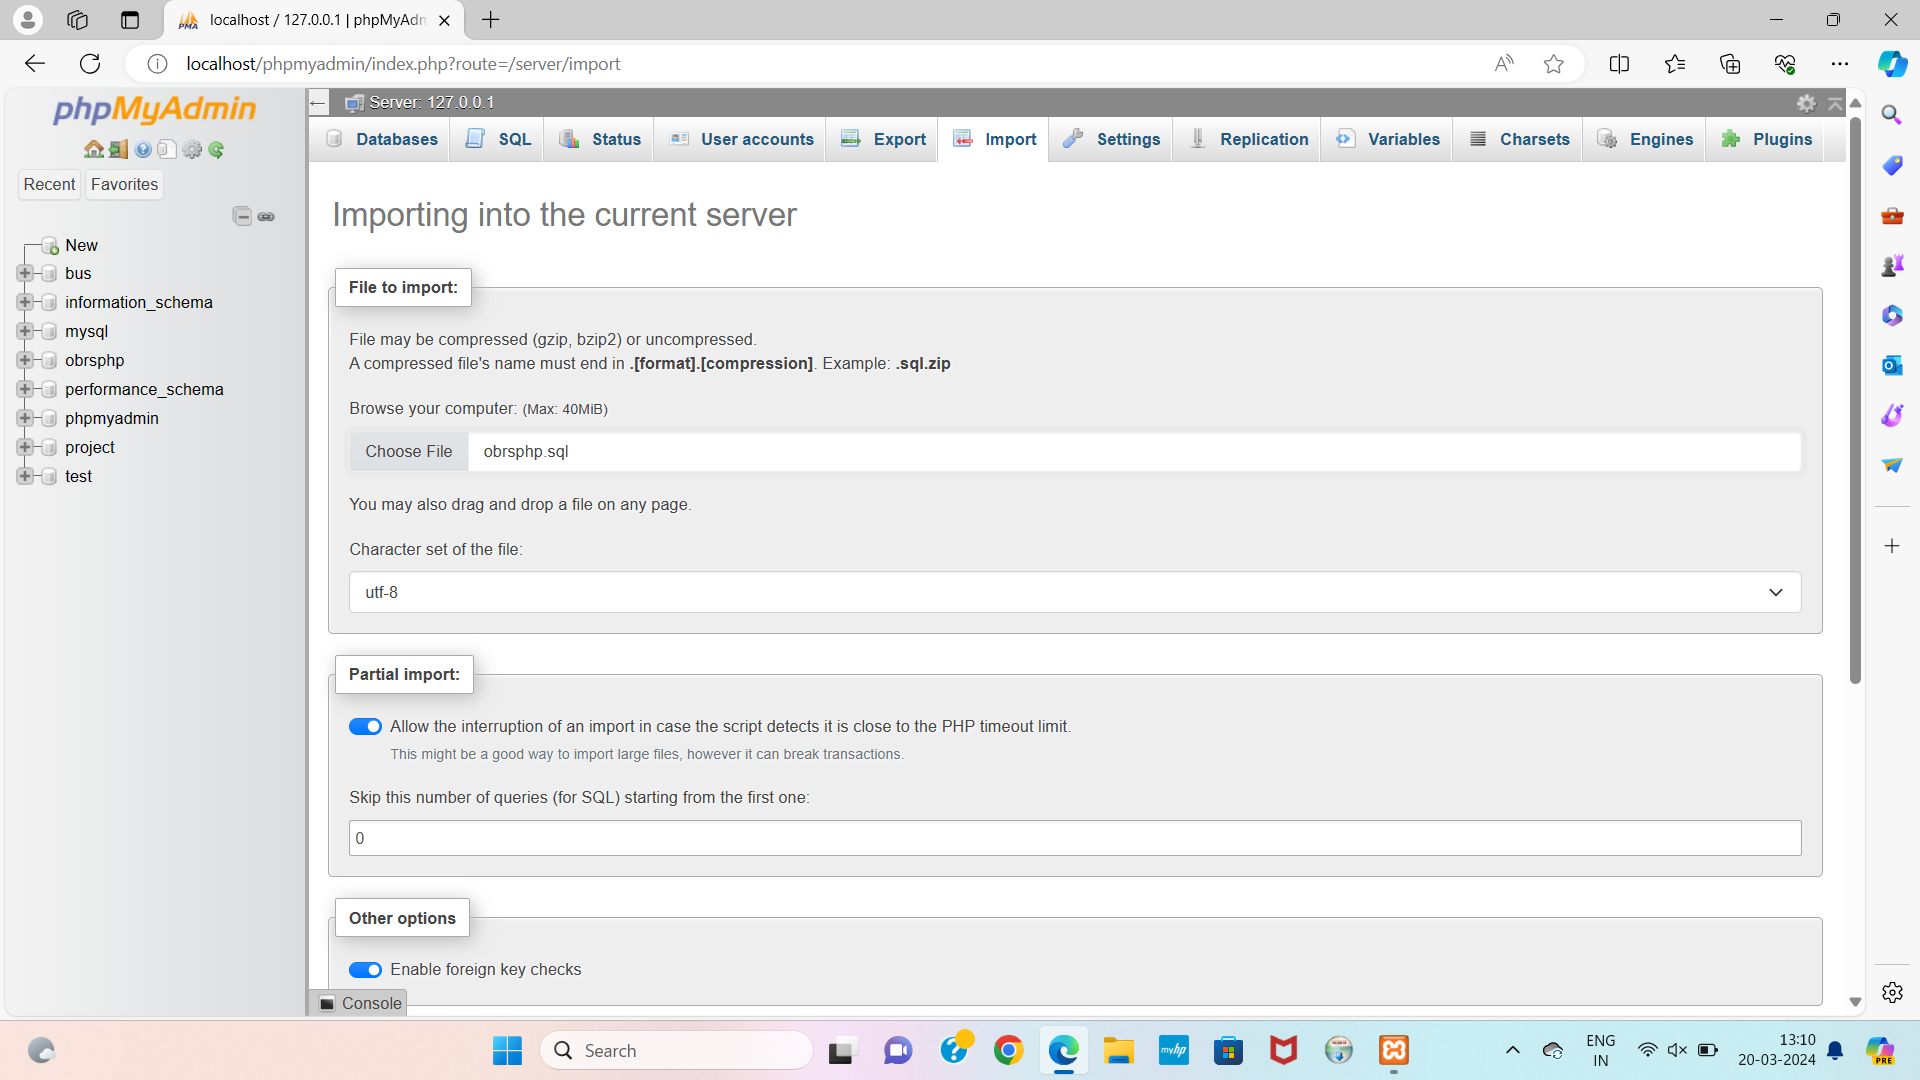 localhost / 127.0.0.1 | phpMyAdm
localhost/phpmyadmin/index.php?route=/server/import
phpMyAdmin
Recent
Favorites
New
bus
information_schema
mysql
obrsphp
performance_schema
phpmyadmin
project
test
Server: 127.0.0.1
Databases
SQL
Status
User accounts
Export
Import
Settings
Replication
Variables
Charsets
Engines
Plugins
Importing into the current server
File to import:
File may be compressed (gzip, bzip2) or uncompressed.
A compressed file's name must end in .[format].[compression]. Example: .sql.zip
Browse your computer: (Max: 40MiB)
Choose File
obrsphp.sql
You may also drag and drop a file on any page.
Character set of the file:
utf-8
Partial import:
Allow the interruption of an import in case the script detects it is close to the PHP timeout limit.
This might be a good way to import large files, however it can break transactions.
Skip this number of queries (for SQL) starting from the first one:
0
Other options
Enable foreign key checks
Console
Search
myhp
ENG
IN
13:10
20-03-2024
PRE